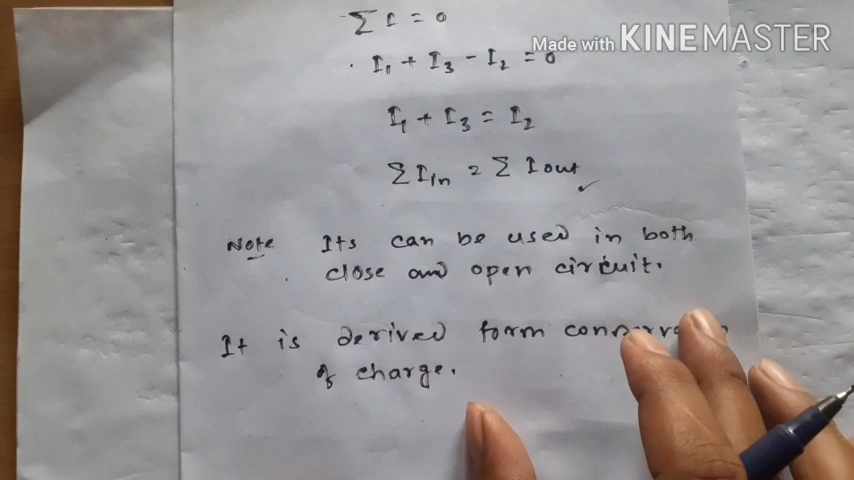 Σ I = 0
Made with KINEMASTER
I₁ + I₃ - I₂ = 0
I₁ + I₃ = I₂
Σ Iin = Σ Iout ✓
Note Its can be used in both
close and open circuit.
It is derived form
of charge.